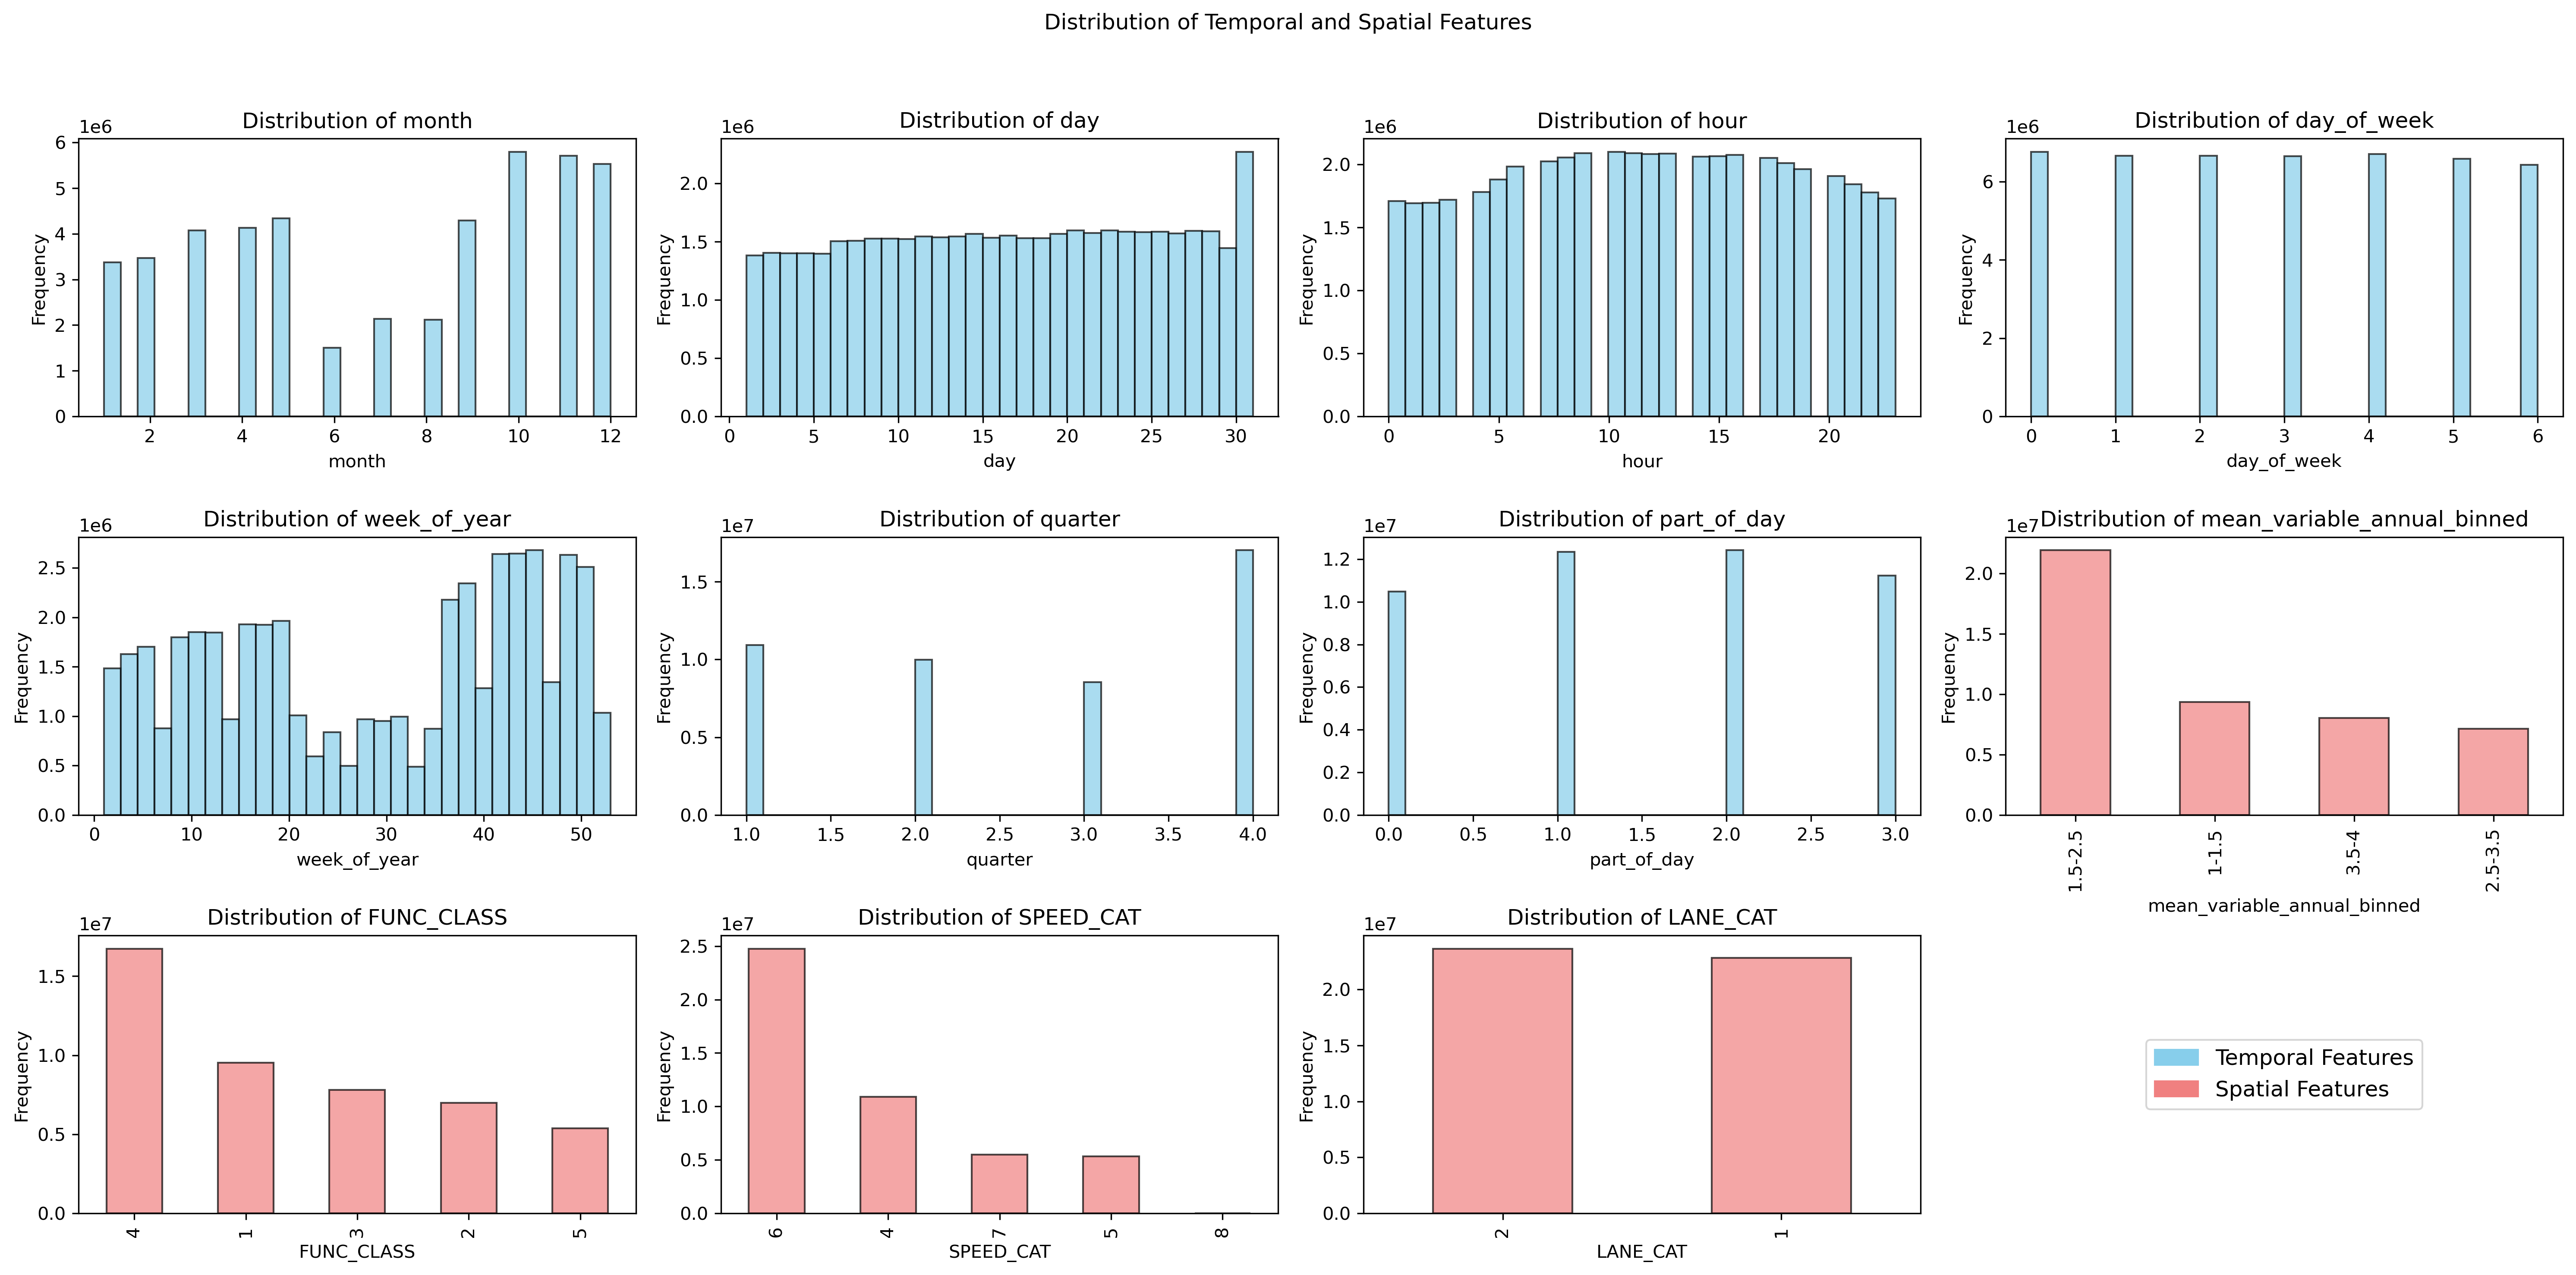 Distribution of Temporal and Spatial Features
Distribution of month
1e6
6
5
4
3
2
1
0
Frequency
2 4 6 8 10 12
month
Distribution of day
1e6
2.0
1.5
1.0
0.5
0.0
Frequency
0 5 10 15 20 25 30
day
Distribution of hour
1e6
2.0
1.5
1.0
0.5
0.0
Frequency
0 5 10 15 20
hour
Distribution of day_of_week
1e6
6
4
2
0
Frequency
0 1 2 3 4 5 6
day_of_week
Distribution of week_of_year
1e6
2.5
2.0
1.5
1.0
0.5
0.0
Frequency
0 10 20 30 40 50
week_of_year
Distribution of quarter
1e7
1.5
1.0
0.5
0.0
Frequency
1.0 1.5 2.0 2.5 3.0 3.5 4.0
quarter
Distribution of part_of_day
1e7
1.2
1.0
0.8
0.6
0.4
0.2
0.0
Frequency
0.0 0.5 1.0 1.5 2.0 2.5 3.0
part_of_day
Distribution of mean_variable_annual_binned
1e7
2.0
1.5
1.0
0.5
0.0
Frequency
1.5-2.5 1-1.5 3.5-4 2.5-3.5
mean_variable_annual_binned
Distribution of FUNC_CLASS
1e7
1.5
1.0
0.5
0.0
Frequency
4 1 3 2 5
FUNC_CLASS
Distribution of SPEED_CAT
1e7
2.5
2.0
1.5
1.0
0.5
0.0
Frequency
6 4 7 5 8
SPEED_CAT
Distribution of LANE_CAT
1e7
2.0
1.5
1.0
0.5
0.0
Frequency
2 1
LANE_CAT
Temporal Features
Spatial Features